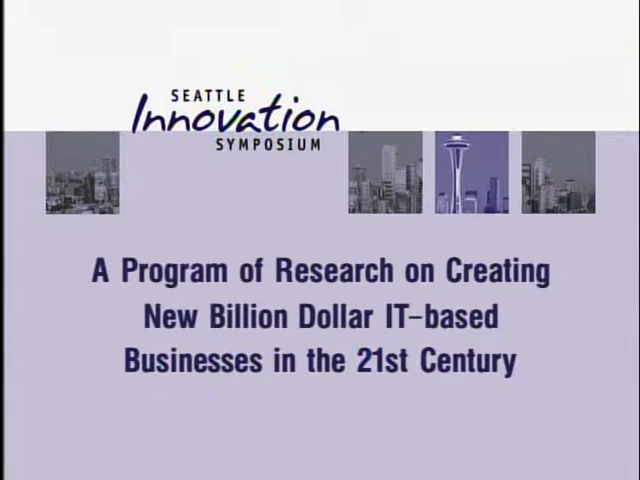 SEATTLE
Innovation
SYMPOSIUM
A Program of Research on Creating
New Billion Dollar IT-based
Businesses in the 21st Century